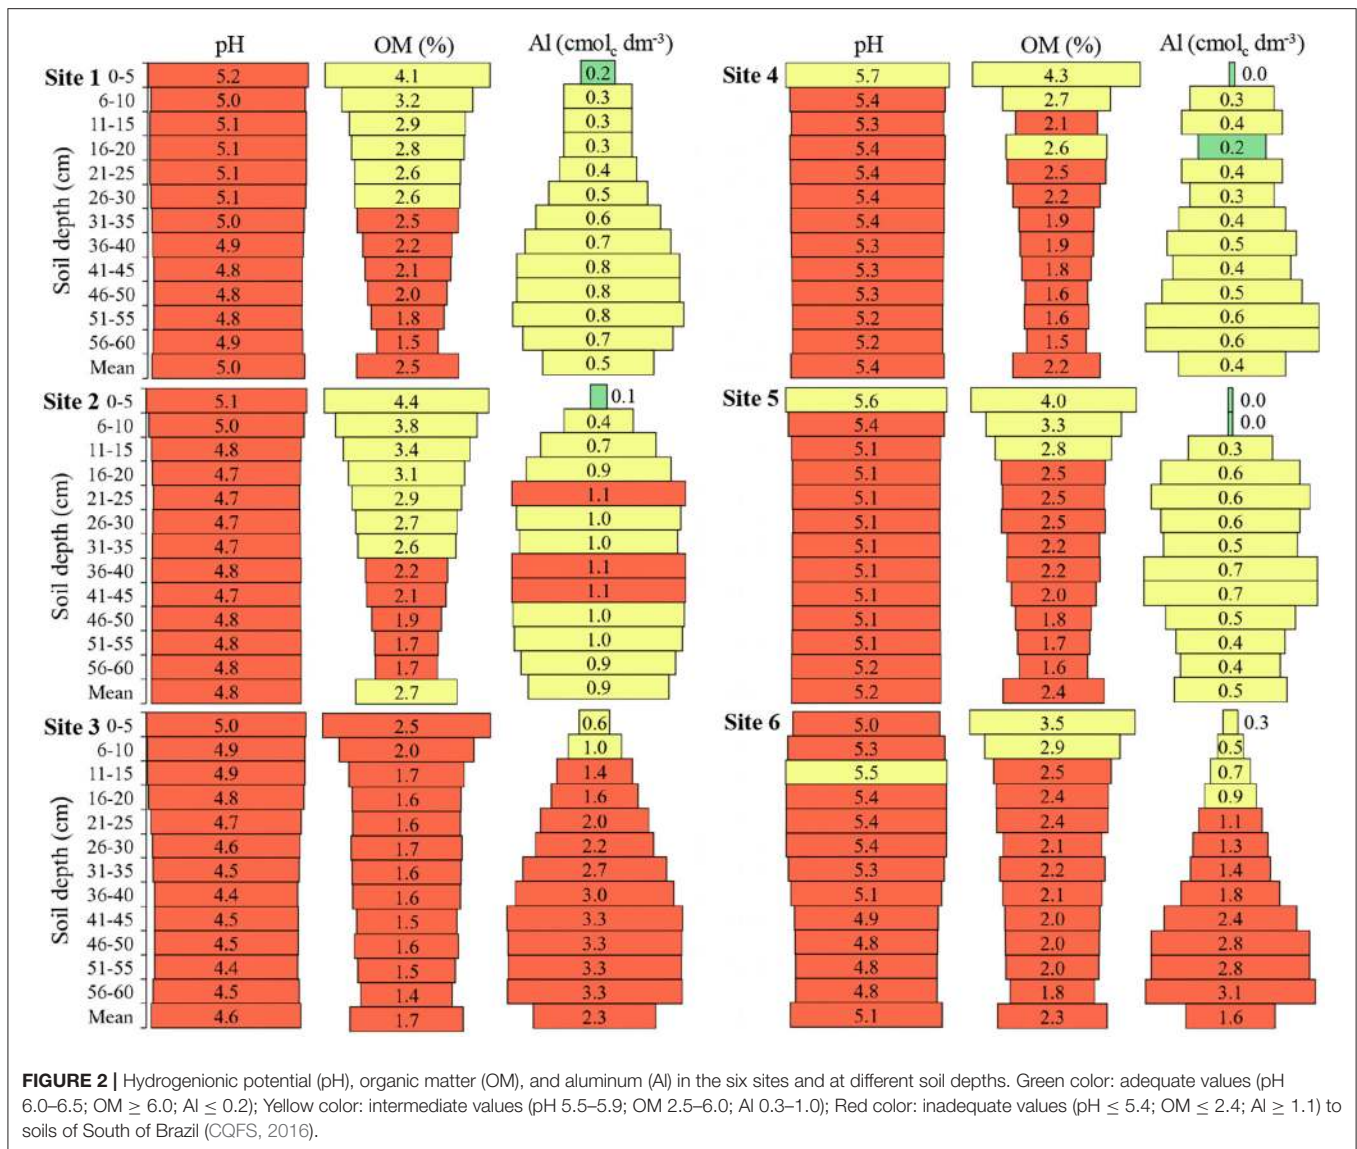 pH OM (%) Al (cmolc dm-3) pH OM (%) Al (cmolc dm-3)
Site 1 0-5 5.2 4.1 0.2 Site 4 5.7 4.3 0.0
6-10 5.0 3.2 0.3 5.4 2.7 0.3
11-15 5.1 2.9 0.3 5.3 2.1 0.4
16-20 5.1 2.8 0.3 5.4 2.6 0.2
21-25 5.1 2.6 0.4 5.4 2.5 0.4
26-30 5.1 2.6 0.5 5.4 2.2 0.3
31-35 5.0 2.5 0.6 5.4 1.9 0.4
36-40 4.9 2.2 0.7 5.3 1.9 0.5
41-45 4.8 2.1 0.8 5.3 1.8 0.4
46-50 4.8 2.0 0.8 5.3 1.6 0.5
51-55 4.8 1.8 0.8 5.2 1.6 0.6
56-60 4.9 1.5 0.7 5.2 1.5 0.6
Mean 5.0 2.5 0.5 5.4 2.2 0.4
Soil depth (cm)
Site 2 0-5 5.1 4.4 0.1 Site 5 5.6 4.0 0.0
6-10 5.0 3.8 0.4 5.4 3.3 0.0
11-15 4.8 3.4 0.7 5.1 2.8 0.3
16-20 4.7 3.1 0.9 5.1 2.5 0.6
21-25 4.7 2.9 1.1 5.1 2.5 0.6
26-30 4.7 2.7 1.0 5.1 2.5 0.6
31-35 4.7 2.6 1.0 5.1 2.2 0.5
36-40 4.8 2.2 1.1 5.1 2.2 0.7
41-45 4.7 2.1 1.1 5.1 2.0 0.7
46-50 4.8 1.9 1.0 5.1 1.8 0.5
51-55 4.8 1.7 1.0 5.1 1.7 0.4
56-60 4.8 1.7 0.9 5.2 1.6 0.4
Mean 4.8 2.7 0.9 5.2 2.4 0.5
Soil depth (cm)
Site 3 0-5 5.0 2.5 0.6 Site 6 5.0 3.5 0.3
6-10 4.9 2.0 1.0 5.3 2.9 0.5
11-15 4.9 1.7 1.4 5.5 2.5 0.7
16-20 4.8 1.6 1.6 5.4 2.4 0.9
21-25 4.7 1.6 2.0 5.4 2.4 1.1
26-30 4.6 1.7 2.2 5.4 2.1 1.3
31-35 4.5 1.6 2.7 5.3 2.2 1.4
36-40 4.4 1.6 3.0 5.1 2.1 1.8
41-45 4.5 1.5 3.3 4.9 2.0 2.4
46-50 4.5 1.6 3.3 4.8 2.0 2.8
51-55 4.4 1.5 3.3 4.8 2.0 2.8
56-60 4.5 1.4 3.3 4.8 1.8 3.1
Mean 4.6 1.7 2.3 5.1 2.3 1.6
Soil depth (cm)
FIGURE 2 | Hydrogenionic potential (pH), organic matter (OM), and aluminum (Al) in the six sites and at different soil depths. Green color: adequate values (pH
6.0–6.5; OM ≥ 6.0; Al ≤ 0.2); Yellow color: intermediate values (pH 5.5–5.9; OM 2.5–6.0; Al 0.3–1.0); Red color: inadequate values (pH ≤ 5.4; OM ≤ 2.4; Al ≥ 1.1) to
soils of South of Brazil (CQFS, 2016).